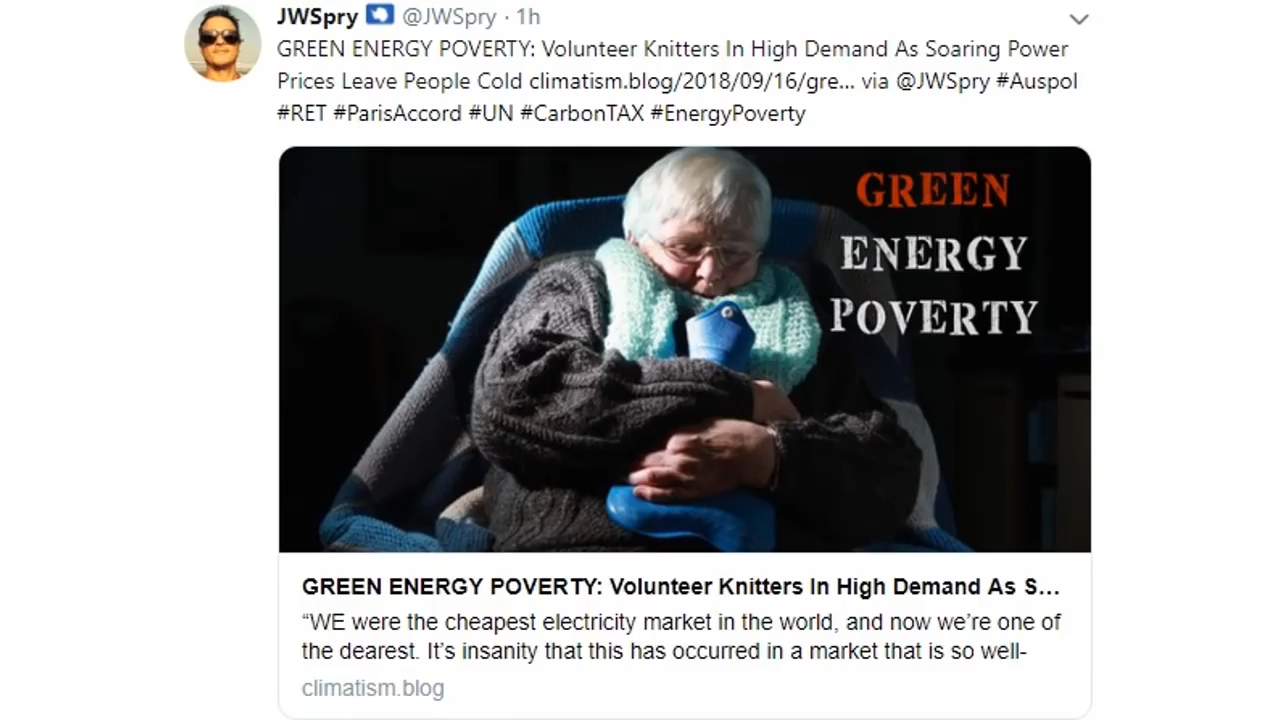 JWSpry @JWSpry · 1h
GREEN ENERGY POVERTY: Volunteer Knitters In High Demand As Soaring Power
Prices Leave People Cold climatism.blog/2018/09/16/gre... via @JWSpry #Auspol
#RET #ParisAccord #UN #CarbonTAX #EnergyPoverty
GREEN
ENERGY
POVERTY
GREEN ENERGY POVERTY: Volunteer Knitters In High Demand As S...
“WE were the cheapest electricity market in the world, and now we’re one of
the dearest. It’s insanity that this has occurred in a market that is so well-
climatism.blog